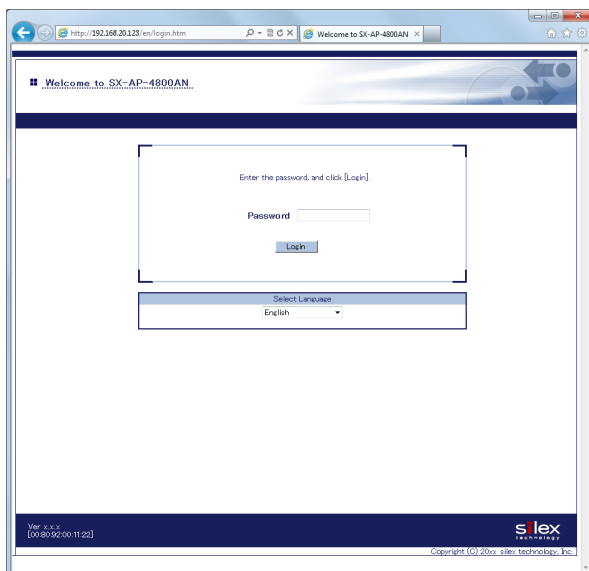 http://192.168.20.123/en/login.htm
Welcome to SX-AP-4800AN
Welcome to SX-AP-4800AN
Enter the password, and click [Login].
Password
Login
Select Language
English
Ver x.x.x
[00:80:92:00:11:22]
silex
technology
Copyright (C) 20xx silex technology, Inc.